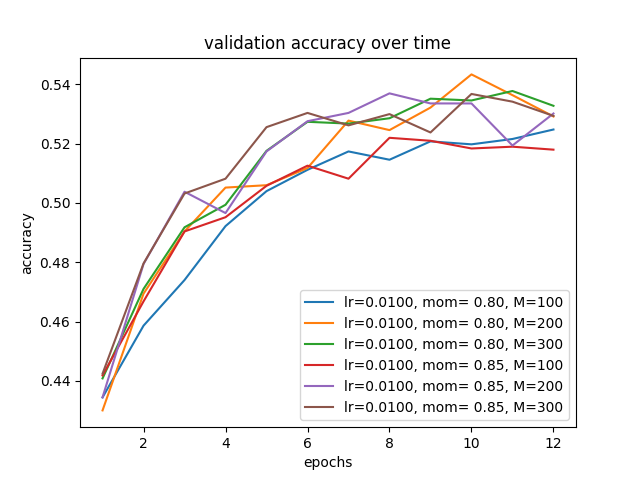 validation accuracy over time
accuracy
0.54
0.52
0.50
0.48
0.46
0.44
lr=0.0100, mom= 0.80, M=100
lr=0.0100, mom= 0.80, M=200
lr=0.0100, mom= 0.80, M=300
lr=0.0100, mom= 0.85, M=100
lr=0.0100, mom= 0.85, M=200
lr=0.0100, mom= 0.85, M=300
2 4 6 8 10 12
epochs